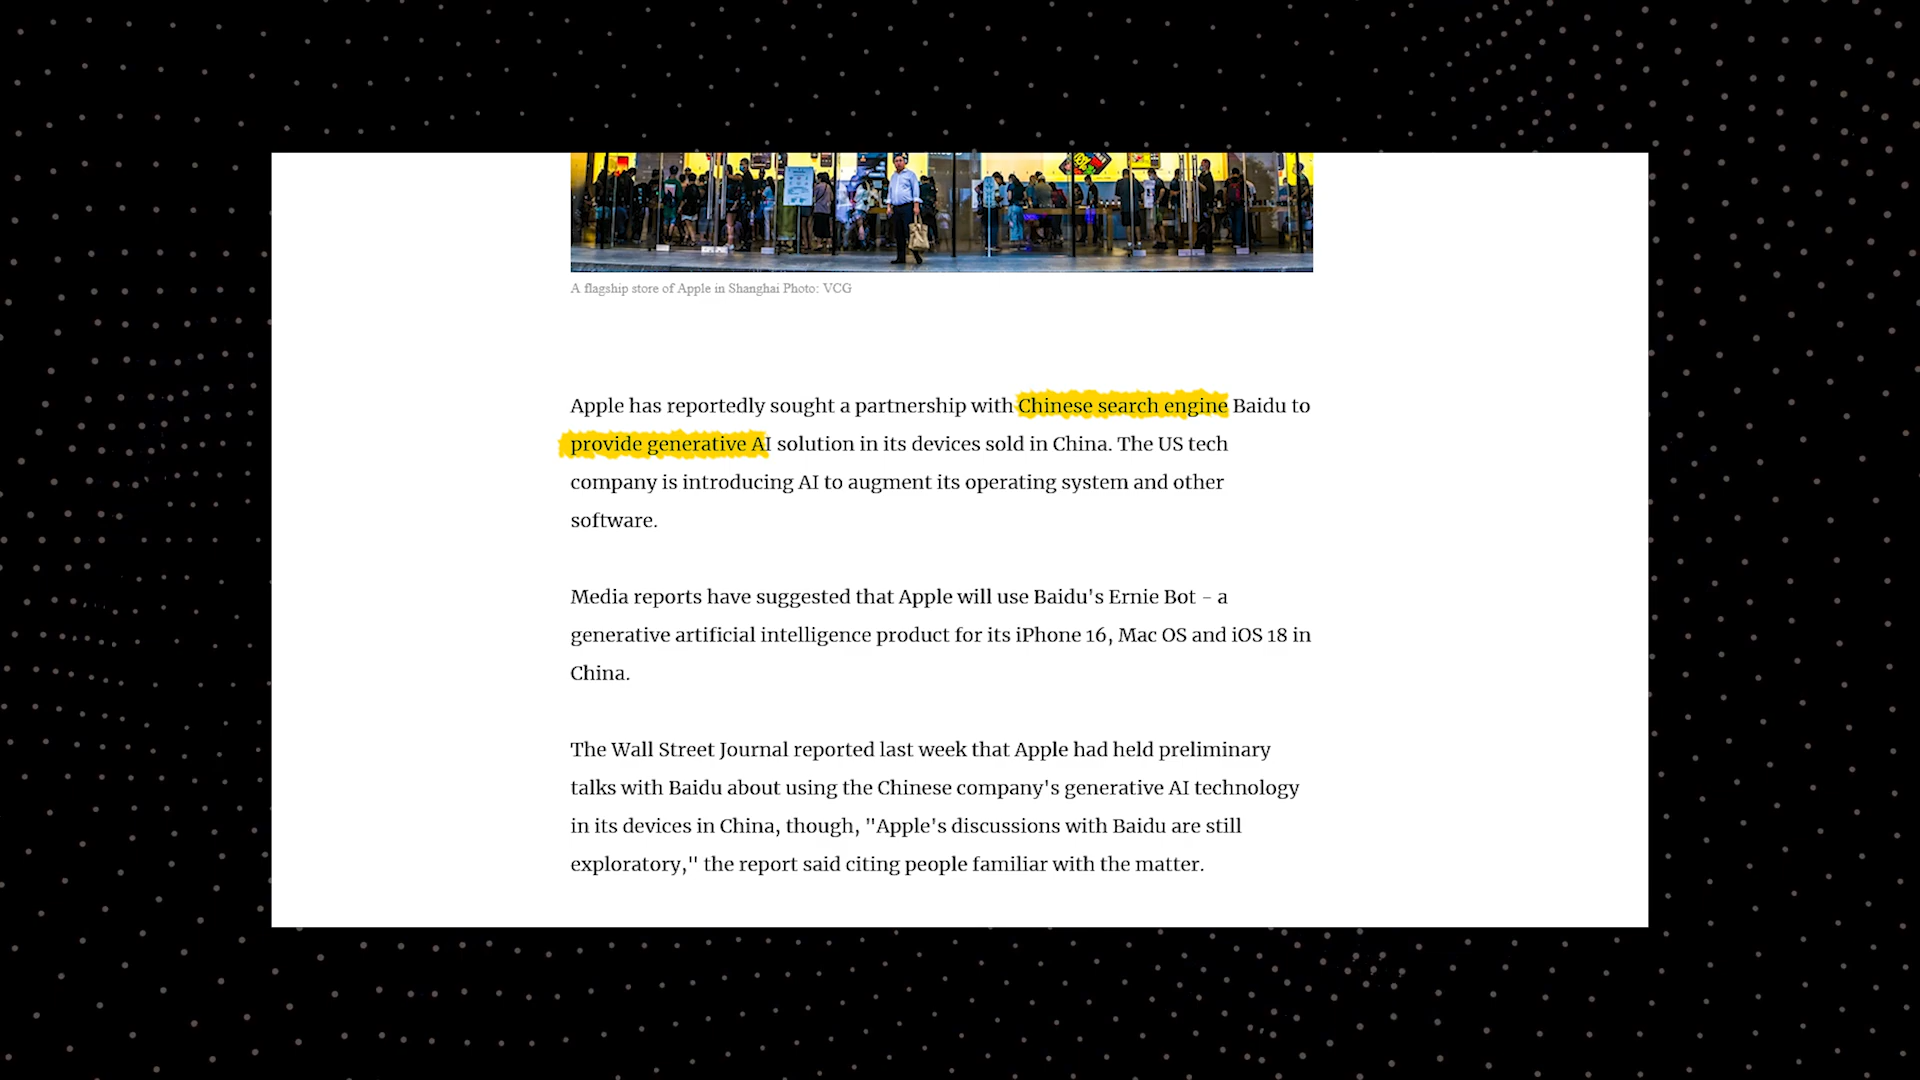 A flagship store of Apple in Shanghai Photo: VCG
Apple has reportedly sought a partnership with Chinese search engine Baidu to
provide generative AI solution in its devices sold in China. The US tech
company is introducing AI to augment its operating system and other
software.
Media reports have suggested that Apple will use Baidu's Ernie Bot - a
generative artificial intelligence product for its iPhone 16, Mac OS and iOS 18 in
China.
The Wall Street Journal reported last week that Apple had held preliminary
talks with Baidu about using the Chinese company's generative AI technology
in its devices in China, though, "Apple's discussions with Baidu are still
exploratory," the report said citing people familiar with the matter.